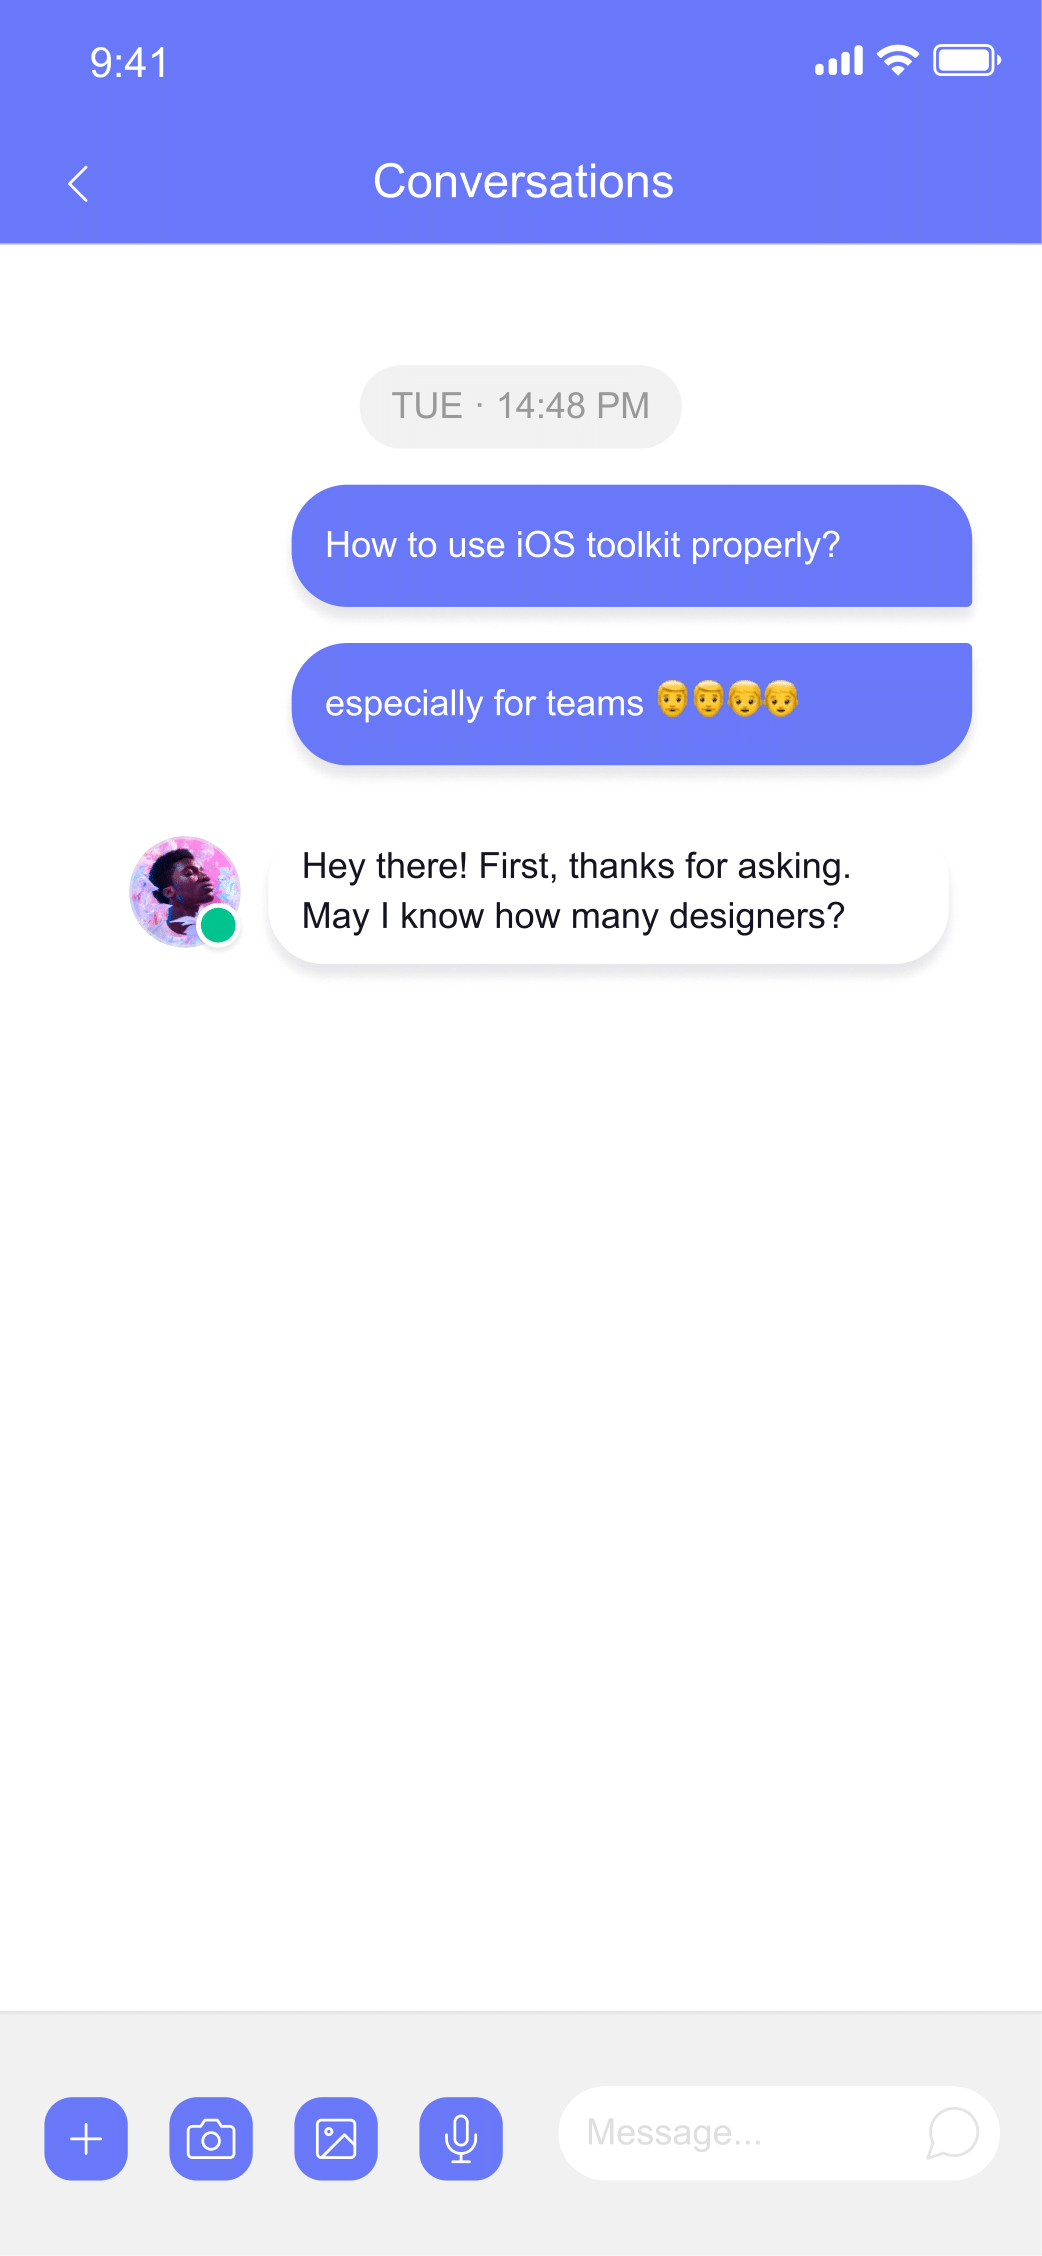 9:41
Conversations
TUE · 14:48 PM
How to use iOS toolkit properly?
especially for teams 👨👨👦👦
Hey there! First, thanks for asking.
May I know how many designers?
Message...